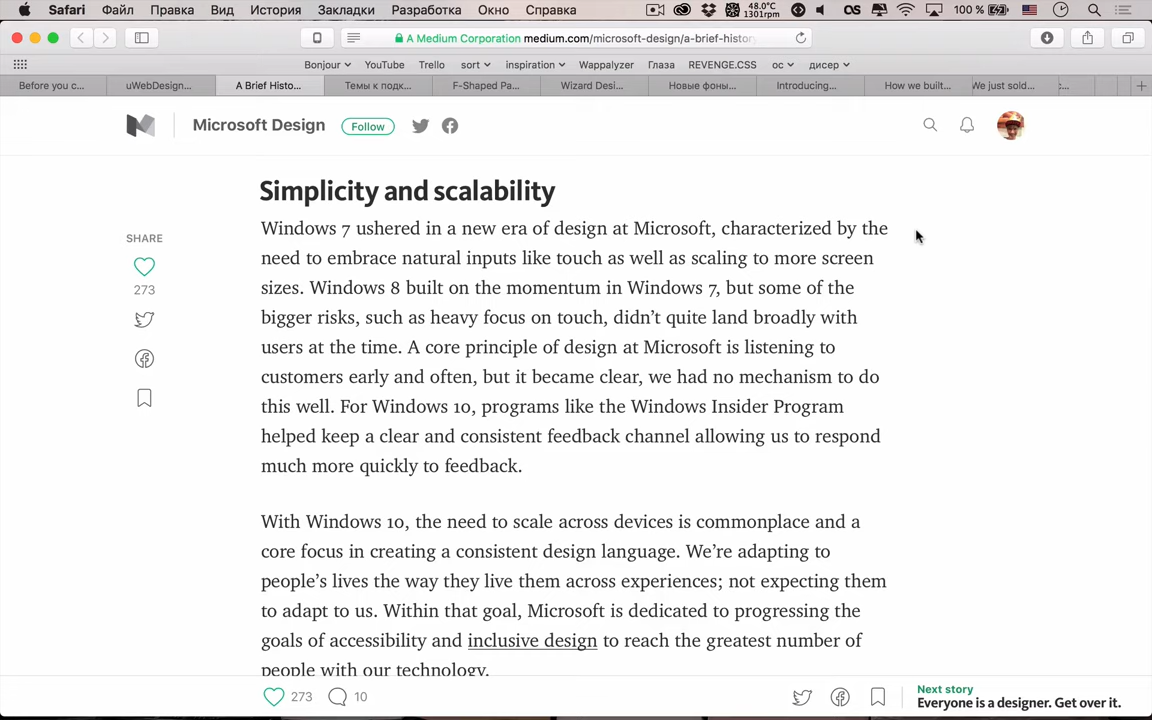 Safari Файл Правка Вид История Закладки Разработка Окно Справка 48.0°C 1301rpm 100 %
A Medium Corporation medium.com/microsoft-design/a-brief-history
Bonjour YouTube Trello sort inspiration Wappalyzer Глаза REVENGE.CSS ос дисер
Before you c... uWebDesign... A Brief Histo... Темы к подк... F-Shaped Pa... Wizard Desi... Новые фоны... Introducing... How we built... We just sold...
Microsoft Design Follow
Simplicity and scalability
Windows 7 ushered in a new era of design at Microsoft, characterized by the
need to embrace natural inputs like touch as well as scaling to more screen
sizes. Windows 8 built on the momentum in Windows 7, but some of the
bigger risks, such as heavy focus on touch, didn’t quite land broadly with
users at the time. A core principle of design at Microsoft is listening to
customers early and often, but it became clear, we had no mechanism to do
this well. For Windows 10, programs like the Windows Insider Program
helped keep a clear and consistent feedback channel allowing us to respond
much more quickly to feedback.
With Windows 10, the need to scale across devices is commonplace and a
core focus in creating a consistent design language. We’re adapting to
people’s lives the way they live them across experiences; not expecting them
to adapt to us. Within that goal, Microsoft is dedicated to progressing the
goals of accessibility and inclusive design to reach the greatest number of
people with our technology.
SHARE
273
273 10
Next story
Everyone is a designer. Get over it.